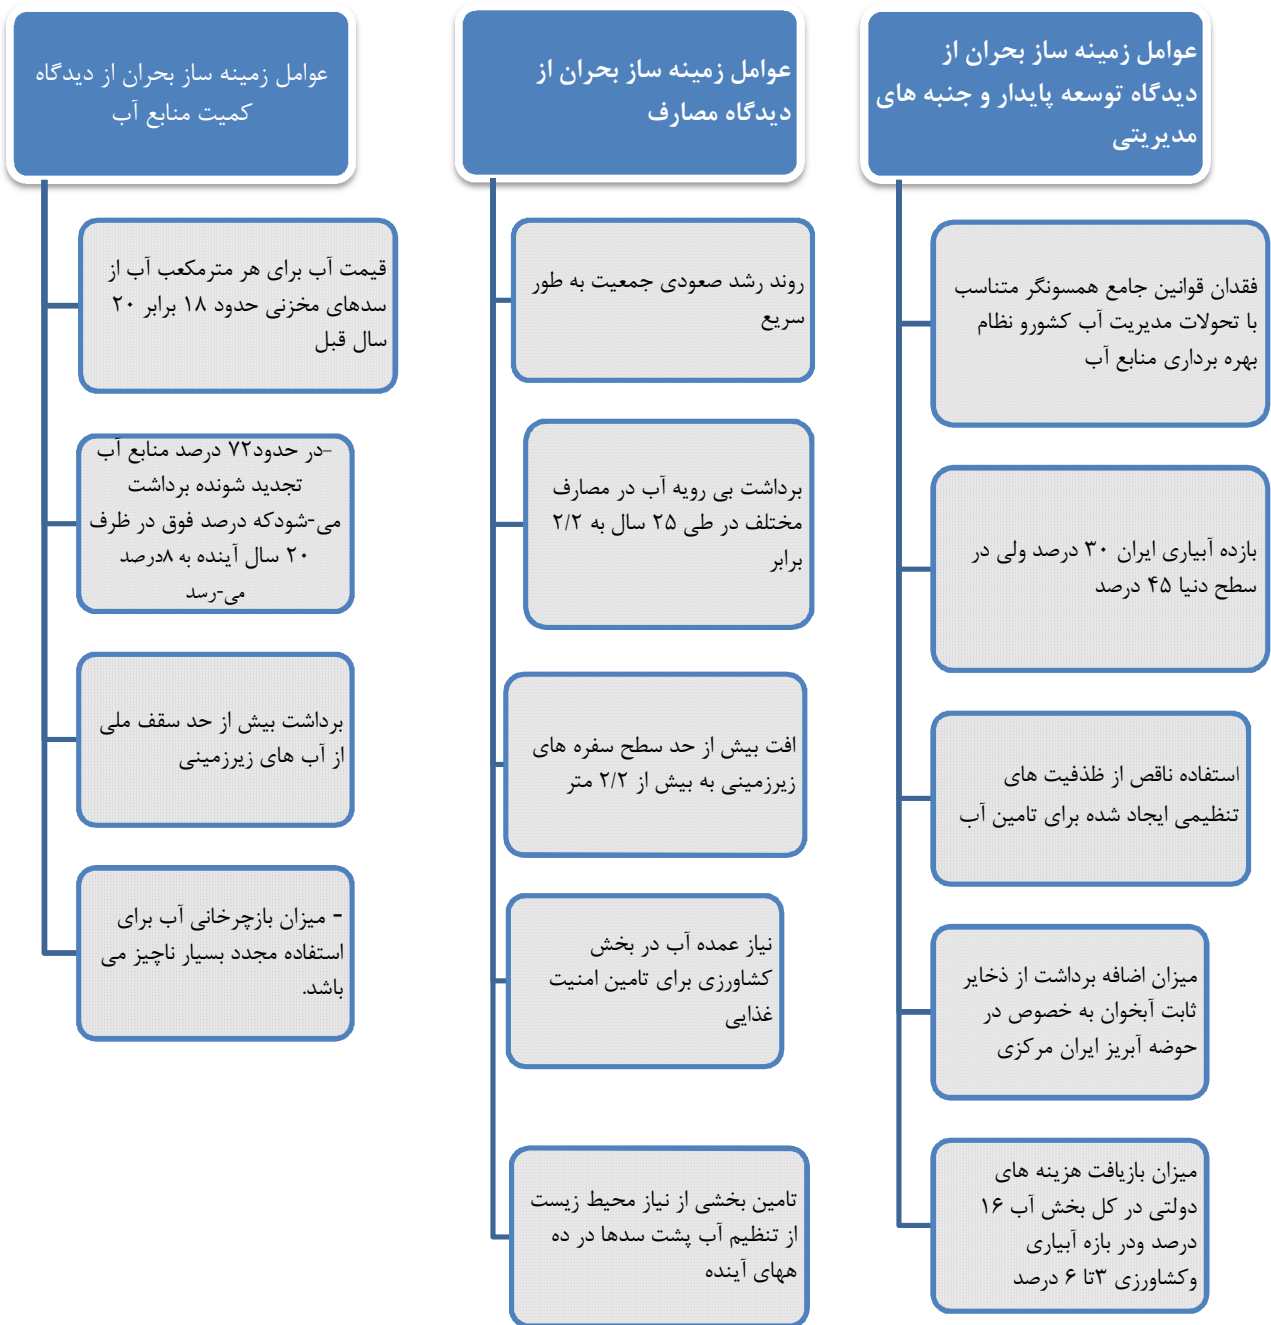 عوامل زمینه ساز بحران از
دیدگاه توسعه پایدار و جنبه های
مدیریتی
فقدان قوانین جامع همسونگر متناسب
با تحولات مدیریت آب کشورو نظام
بهره برداری منابع آب
بازده آبیاری ایران ۳۰ درصد ولی در
سطح دنیا ۴۵ درصد
استفاده ناقص از ظذفیت های
تنظیمی ایجاد شده برای تامین آب
میزان اضافه برداشت از ذخایر
ثابت آبخوان به خصوص در
حوضه آبریز ایران مرکزی
میزان بازیافت هزینه های
دولتی در کل بخش آب ۱۶
درصد ودر بازه آبیاری
وکشاورزی ۳تا ۶ درصد
عوامل زمینه ساز بحران از
دیدگاه مصارف
روند رشد صعودی جمعیت به طور
سریع
برداشت بی رویه آب در مصارف
مختلف در طی ۲۵ سال به ۲/۲
برابر
افت بیش از حد سطح سفره های
زیرزمینی به بیش از ۲/۲ متر
نیاز عمده آب در بخش
کشاورزی برای تامین امنیت
غذایی
تامین بخشی از نیاز محیط زیست
از تنظیم آب پشت سدها در ده
ههای آینده
عوامل زمینه ساز بحران از دیدگاه
کمیت منابع آب
قیمت آب برای هر مترمکعب آب از
سدهای مخزنی حدود ۱۸ برابر ۲۰
سال قبل
-در حدود۷۲ درصد منابع آب
تجدید شونده برداشت
می-شودکه درصد فوق در ظرف
۲۰ سال آینده به ۸درصد
می-رسد
برداشت بیش از حد سقف ملی
از آب های زیرزمینی
- میزان بازچرخانی آب برای
استفاده مجدد بسیار ناچیز می
باشد.